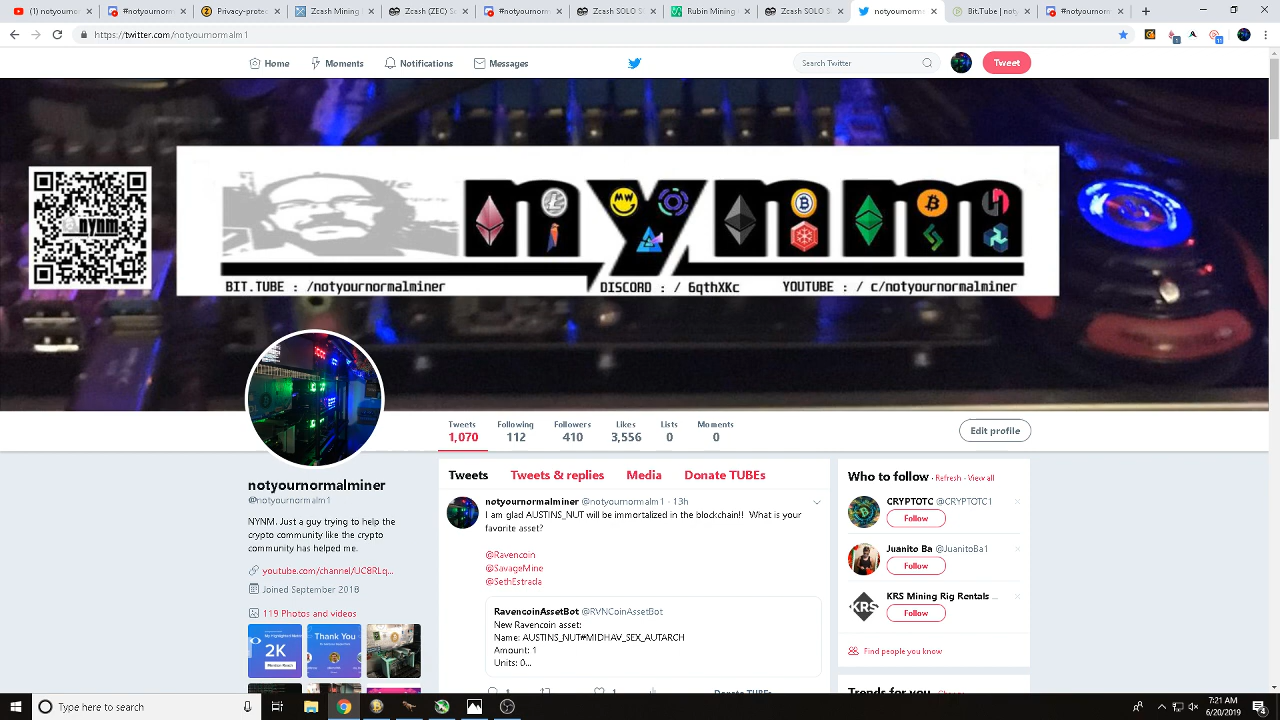 (1) notyournorm
#notyournorm
Privacy-protec
Zcash Mining
Zcash (ZEC) S
#notyournorm
Zcash SOLO S
Rubin Mining
Zcash SOLO S
notyournorma
Bit.Tube | not
#notyournorm
https://twitter.com/notyournormalm1
Home Moments Notifications Messages Search Twitter Tweet
nynm
nynm
BIT.TUBE : /notyournormalminer DISCORD : / 6qthXKc YOUTUBE : / c/notyournormalminer
Tweets Following Followers Likes Lists Moments
1,070 112 410 3,556 0 0
Edit profile
notyournormalminer
@notyournormalm1
NYNM. Just a guy trying to help the
crypto community like the crypto
community has helped me.
youtube.com/channel/UC8RLq...
Joined September 2018
119 Photos and videos
2K
Thank You
Tweets Tweets & replies Media Donate TUBEs
notyournormalminer @notyournormalm1 · 13h
I am glad AUSTINS_NUT will be immortalized in the blockchain!! What is your
favorite asset?
@Ravencoin
@SavageMine
@SethEstrada
RavencoinAssetBot @RVNCoinAssetBot
New Ravencoin asset:
Name: AUSTINS_NUT#MIDHAV_SEX_AUTARCH
Amount: 1
Units: 0...
Donate TUBEs
Who to follow · Refresh · View all
CRYPTOTC @CRYPTOTC1
Follow
Juanito Ba @JuanitoBa1
Follow
KRS
KRS Mining Rig Rentals ...
Follow
Find people you know
Trends for you
Type here to search
7:21 AM
6/20/2019